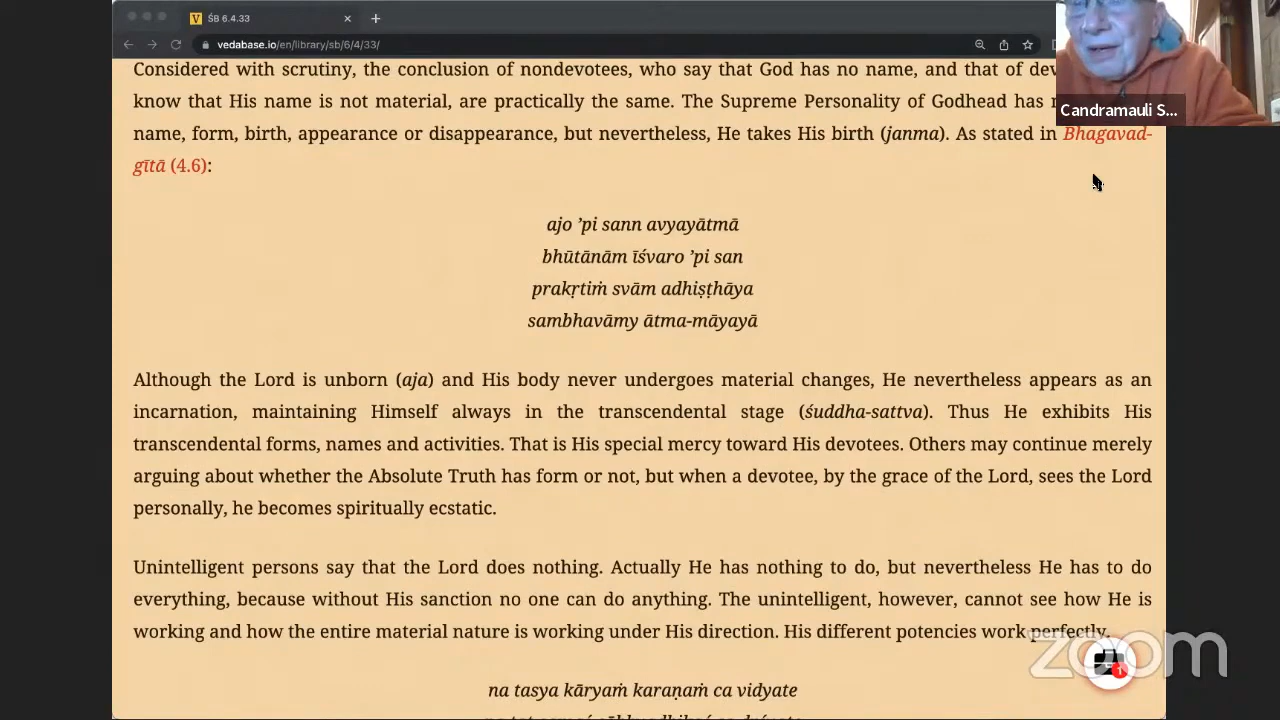 ŚB 6.4.33
vedabase.io/en/library/sb/6/4/33/
Candramauli S...
Considered with scrutiny, the conclusion of nondevotees, who say that God has no name, and that of
know that His name is not material, are practically the same. The Supreme Personality of Godhead has
name, form, birth, appearance or disappearance, but nevertheless, He takes His birth (janma). As stated in Bhagavad-
gītā (4.6):
ajo ’pi sann avyayātmā
bhūtānām īśvaro ’pi san
prakṛtiṁ svām adhiṣṭhāya
sambhavāmy ātma-māyayā
Although the Lord is unborn (aja) and His body never undergoes material changes, He nevertheless appears as an
incarnation, maintaining Himself always in the transcendental stage (śuddha-sattva). Thus He exhibits His
transcendental forms, names and activities. That is His special mercy toward His devotees. Others may continue merely
arguing about whether the Absolute Truth has form or not, but when a devotee, by the grace of the Lord, sees the Lord
personally, he becomes spiritually ecstatic.
Unintelligent persons say that the Lord does nothing. Actually He has nothing to do, but nevertheless He has to do
everything, because without His sanction no one can do anything. The unintelligent, however, cannot see how He is
working and how the entire material nature is working under His direction. His different potencies work perfectly.
zoom
1
na tasya kāryaṁ karaṇaṁ ca vidyate